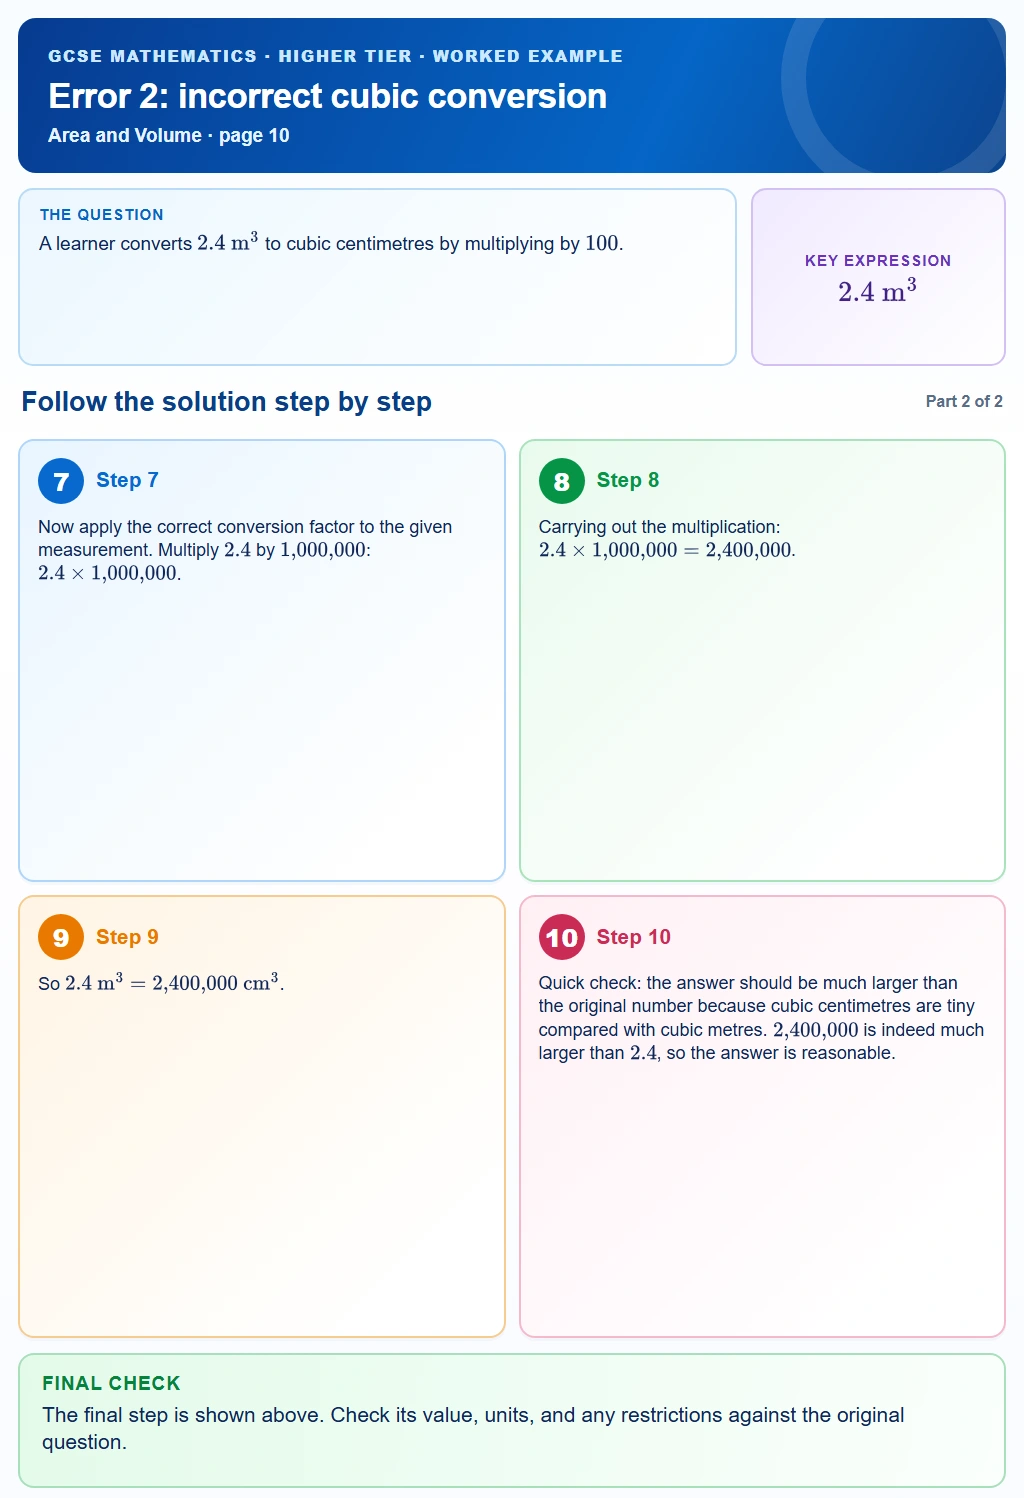 GCSE MATHEMATICS · HIGHER TIER · WORKED EXAMPLE
Error 2: incorrect cubic conversion
Area and Volume · page 10
THE QUESTION
A learner converts 2.4 m³ to cubic centimetres by multiplying by 100.
KEY EXPRESSION
2.4 m³
Follow the solution step by step
Part 2 of 2
7 Step 7
Now apply the correct conversion factor to the given
measurement. Multiply 2.4 by 1,000,000:
2.4 × 1,000,000.
8 Step 8
Carrying out the multiplication:
2.4 × 1,000,000 = 2,400,000.
9 Step 9
So 2.4 m³ = 2,400,000 cm³.
10 Step 10
Quick check: the answer should be much larger than
the original number because cubic centimetres are tiny
compared with cubic metres. 2,400,000 is indeed much
larger than 2.4, so the answer is reasonable.
FINAL CHECK
The final step is shown above. Check its value, units, and any restrictions against the original
question.